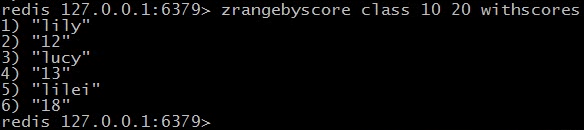 redis 127.0.0.1:6379> zrangebyscore class 10 20 withscores
1) "lily"
2) "12"
3) "lucy"
4) "13"
5) "lilei"
6) "18"
redis 127.0.0.1:6379>